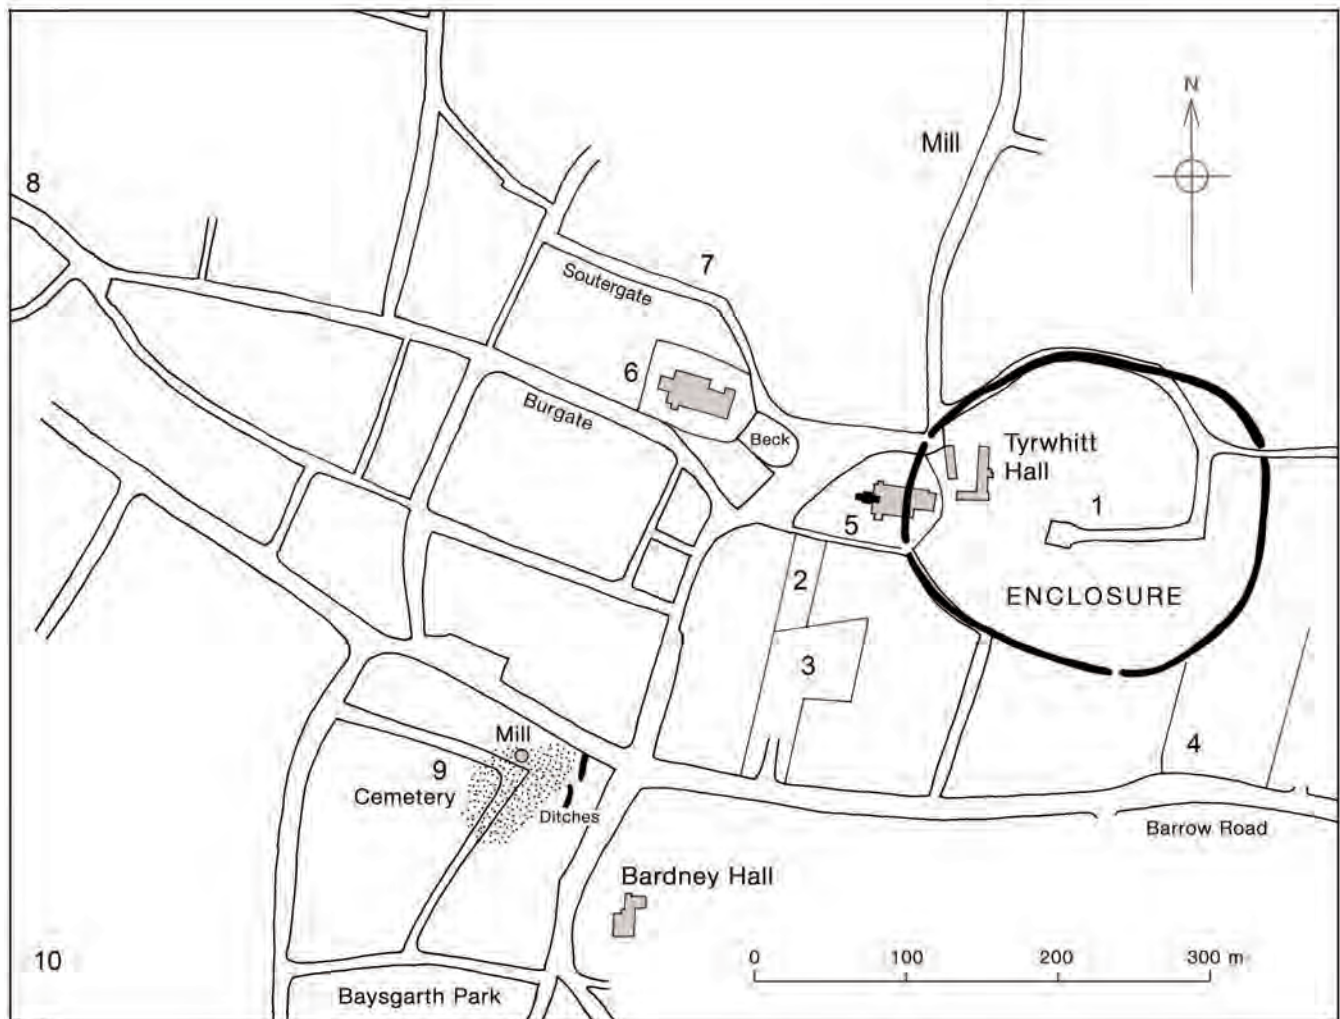 N
Mill
8
7
Soutergate
6
Burgate
Beck
Tyrwhitt
Hall
1
5
2
ENCLOSURE
3
Mill
9
Cemetery
4
Ditches
Barrow Road
Bardney Hall
10
0 100 200 300 m
Baysgarth Park